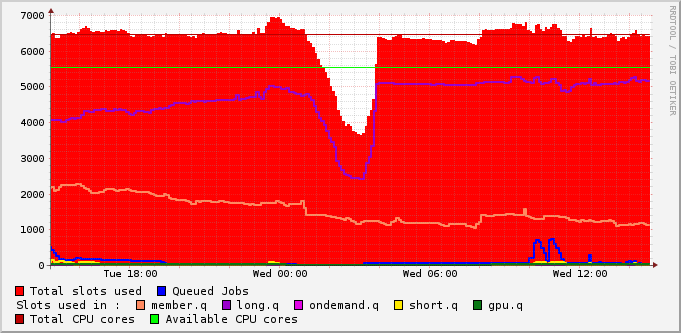 7000
6000
5000
4000
3000
2000
1000
0
Tue 18:00 Wed 00:00 Wed 06:00 Wed 12:00
RRDTOOL / TOBI OETIKER
Total slots used Queued Jobs
Slots used in : member.q long.q ondemand.q short.q gpu.q
Total CPU cores Available CPU cores